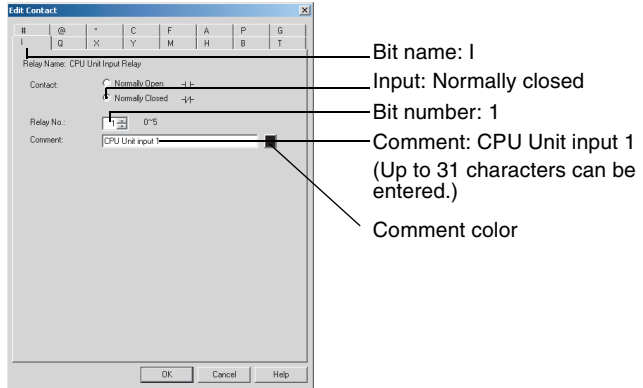 Edit Contact
# @ * C F A P G
I Q X Y M H B T
Relay Name: CPU Unit Input Relay
Contact:
Normally Open
Normally Closed
Relay No.: 1 0~5
Comment: CPU Unit input 1
OK Cancel Help
Bit name: I
Input: Normally closed
Bit number: 1
Comment: CPU Unit input 1
(Up to 31 characters can be
entered.)
Comment color